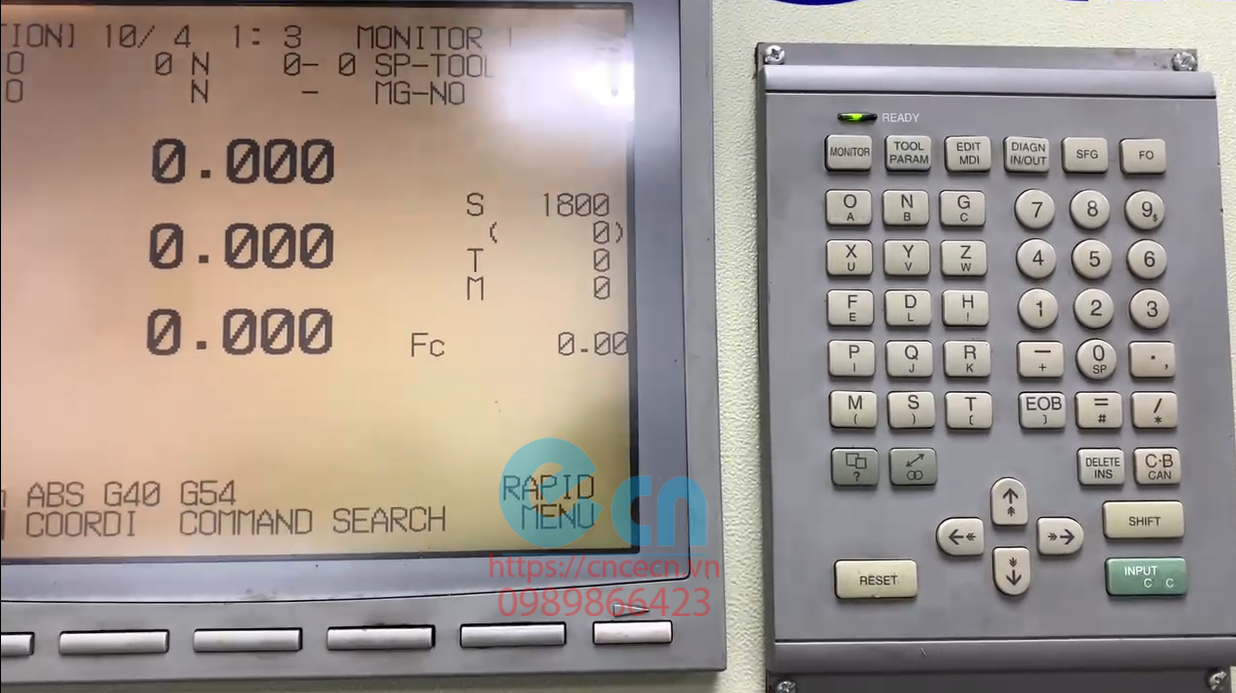 TION] 10/ 4 1: 3 MONITOR
O 0 N 0- 0 SP-TOOL
O N - MG-NO
0.000
S 1800
( 0)
0.000
T 0
M 0
0.000
Fc 0.00
ABS G40 G54
RAPID
COORDI COMMAND SEARCH MENU
ecn
https://cncecn.vn
0989866423
READY
MONITOR TOOL PARAM EDIT MDI DIAGN IN/OUT SFG FO
O A N B G C 7 8 9 $
X U Y V Z W 4 5 6
F E D L H ! 1 2 3
P I Q J R K - + 0 SP . ,
M ( S ) T [ EOB ] = # / *
? DELETE INS C·B CAN
SHIFT
RESET INPUT C C